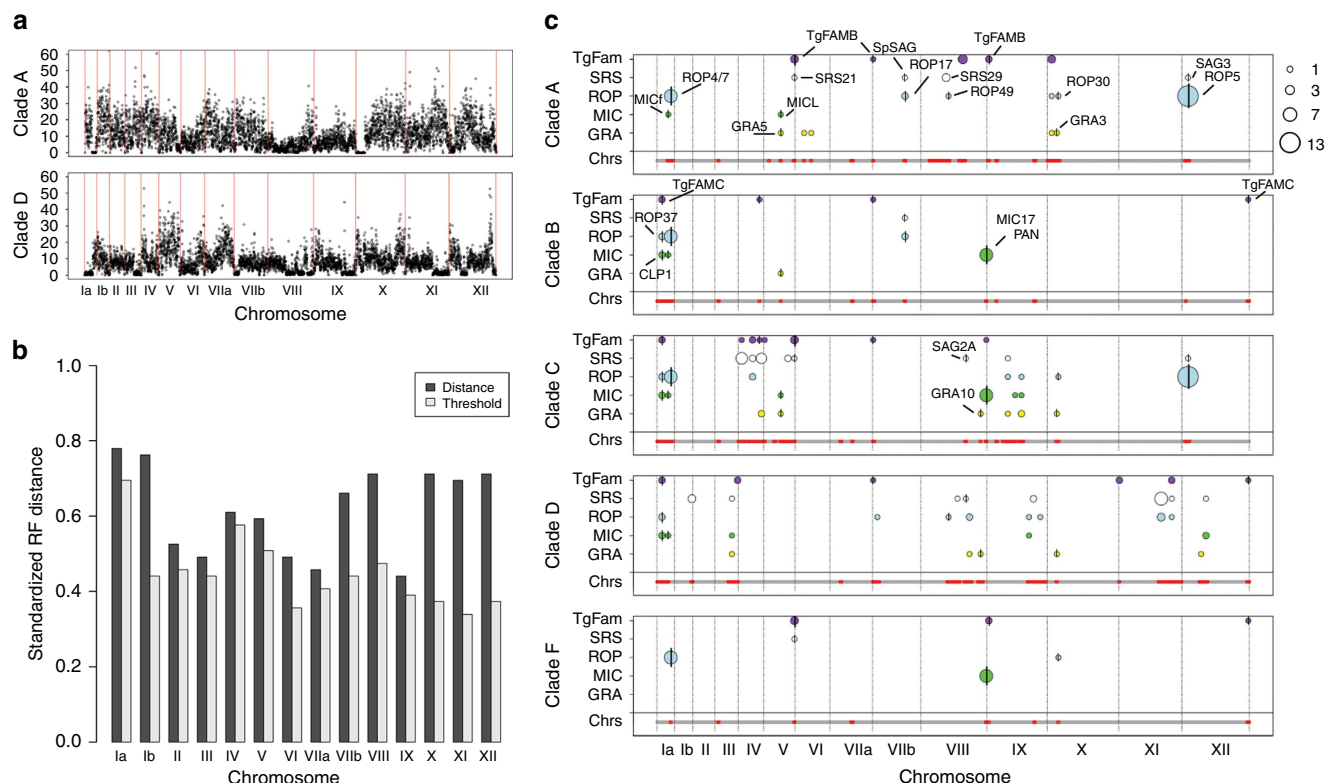 a
Clade A
60
50
40
30
20
10
0
Clade D
60
50
40
30
20
10
0
Ia Ib II III IV V VI VIIa VIIb VIII IX X XI XII
Chromosome
b
Standardized RF distance
1.0
0.8
0.6
0.4
0.2
0.0
Distance
Threshold
Ia Ib II III IV V VI VIIa VIIb VIII IX X XI XII
Chromosome
c
Clade A
TgFam
SRS
ROP
MIC
GRA
Chrs
TgFAMB
SpSAG
TgFAMB
ROP17
SAG3
ROP4/7
SRS21
SRS29
ROP30
ROP5
ROP49
MICf
MICL
GRA5
GRA3
1
3
7
13
Clade B
TgFam
SRS
ROP
MIC
GRA
Chrs
TgFAMC
TgFAMC
ROP37
MIC17
PAN
CLP1
Clade C
TgFam
SRS
ROP
MIC
GRA
Chrs
SAG2A
GRA10
Clade D
TgFam
SRS
ROP
MIC
GRA
Chrs
Clade F
TgFam
SRS
ROP
MIC
GRA
Chrs
Ia Ib II III IV V VI VIIa VIIb VIII IX X XI XII
Chromosome